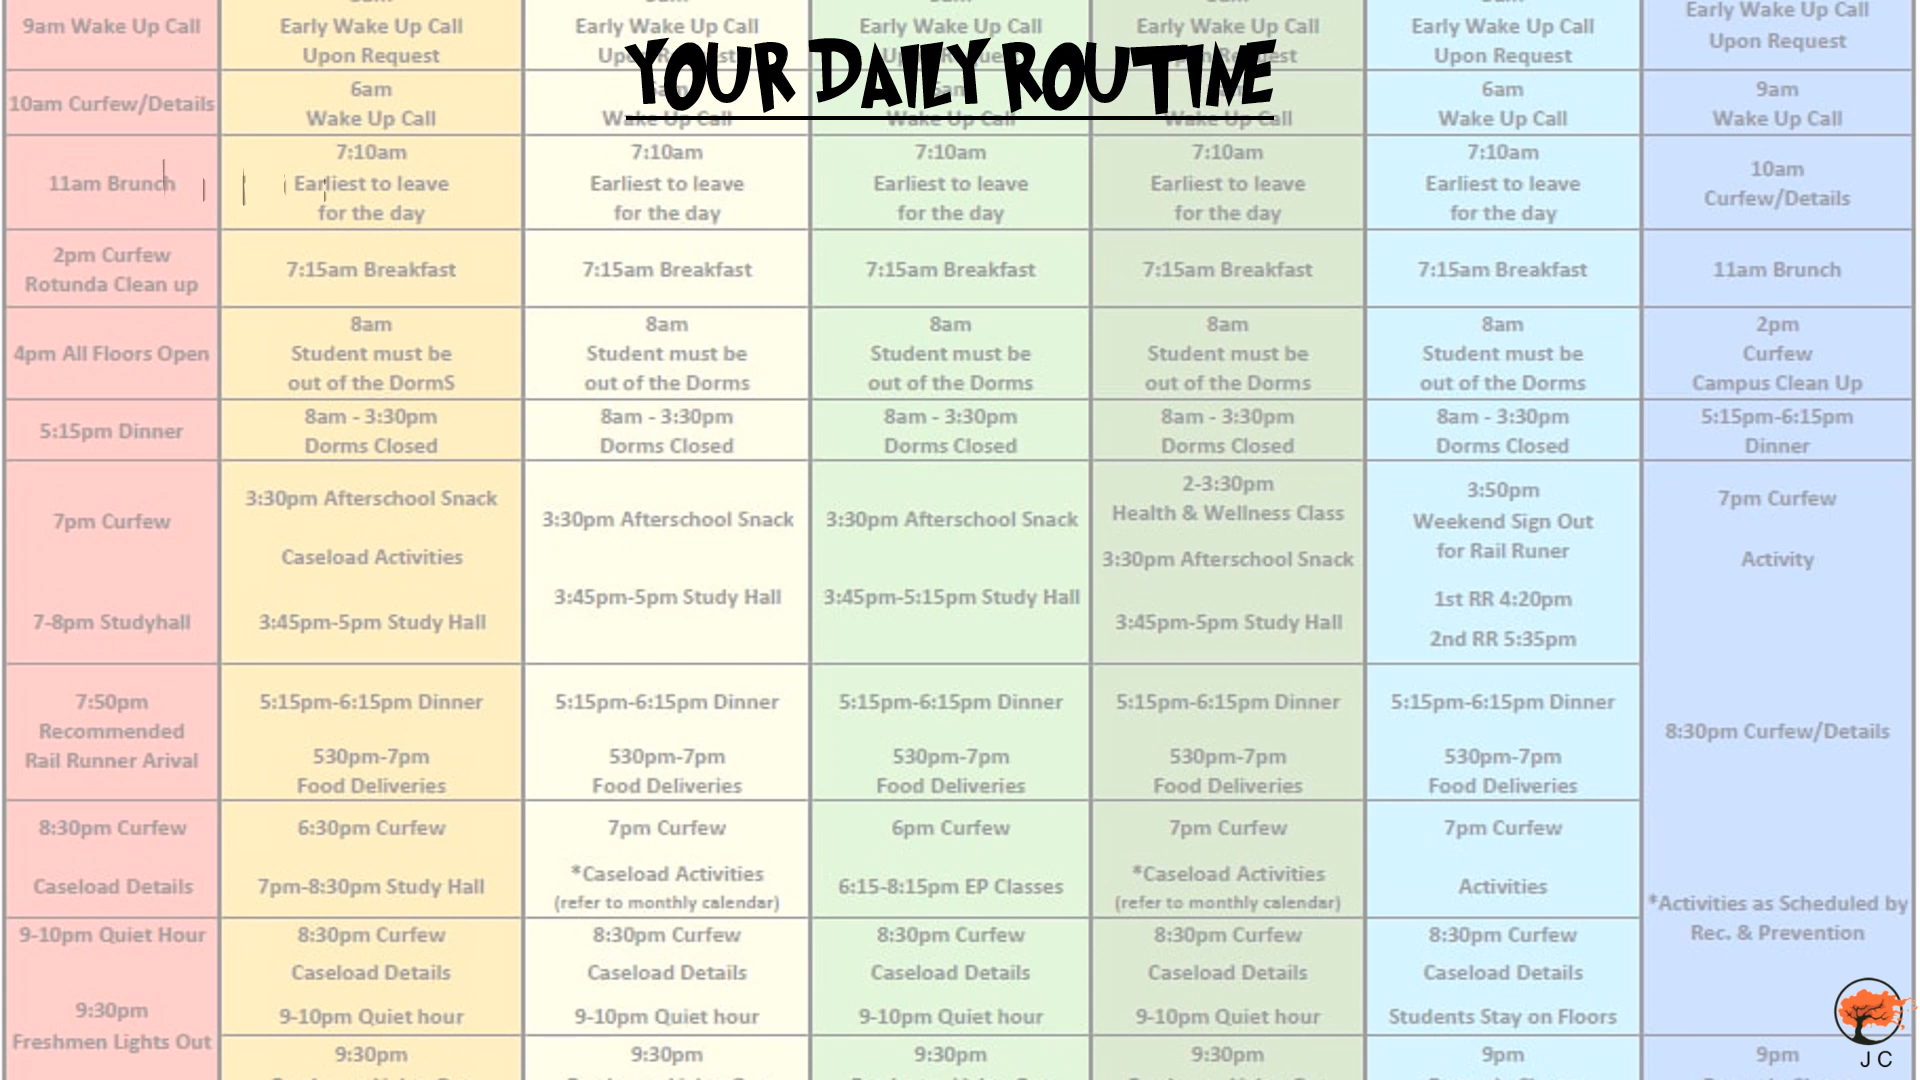 YOUR DAILY ROUTINE
9am Wake Up Call
10am Curfew/Details
11am Brunch
2pm Curfew
Rotunda Clean up
4pm All Floors Open
5:15pm Dinner
7pm Curfew
7-8pm Studyhall
7:50pm
Recommended
Rail Runner Arival
8:30pm Curfew
Caseload Details
9-10pm Quiet Hour
9:30pm
Freshmen Lights Out
Early Wake Up Call
Upon Request
6am
Wake Up Call
7:10am
Earliest to leave
for the day
7:15am Breakfast
8am
Student must be
out of the DormS
8am - 3:30pm
Dorms Closed
3:30pm Afterschool Snack
Caseload Activities
3:45pm-5pm Study Hall
5:15pm-6:15pm Dinner
530pm-7pm
Food Deliveries
6:30pm Curfew
7pm-8:30pm Study Hall
8:30pm Curfew
Caseload Details
9-10pm Quiet hour
9:30pm
Early Wake Up Call
Upon Request
6am
Wake Up Call
7:10am
Earliest to leave
for the day
7:15am Breakfast
8am
Student must be
out of the Dorms
8am - 3:30pm
Dorms Closed
3:30pm Afterschool Snack
3:45pm-5pm Study Hall
5:15pm-6:15pm Dinner
530pm-7pm
Food Deliveries
7pm Curfew
*Caseload Activities
(refer to monthly calendar)
8:30pm Curfew
Caseload Details
9-10pm Quiet hour
9:30pm
Early Wake Up Call
Upon Request
6am
Wake Up Call
7:10am
Earliest to leave
for the day
7:15am Breakfast
8am
Student must be
out of the Dorms
8am - 3:30pm
Dorms Closed
3:30pm Afterschool Snack
3:45pm-5:15pm Study Hall
5:15pm-6:15pm Dinner
530pm-7pm
Food Deliveries
6pm Curfew
6:15-8:15pm EP Classes
8:30pm Curfew
Caseload Details
9-10pm Quiet hour
9:30pm
Early Wake Up Call
Upon Request
Wake Up Call
7:10am
Earliest to leave
for the day
7:15am Breakfast
8am
Student must be
out of the Dorms
8am - 3:30pm
Dorms Closed
2-3:30pm
Health & Wellness Class
3:30pm Afterschool Snack
3:45pm-5pm Study Hall
5:15pm-6:15pm Dinner
530pm-7pm
Food Deliveries
7pm Curfew
*Caseload Activities
(refer to monthly calendar)
8:30pm Curfew
Caseload Details
9-10pm Quiet hour
9:30pm
Early Wake Up Call
Upon Request
6am
Wake Up Call
7:10am
Earliest to leave
for the day
7:15am Breakfast
8am
Student must be
out of the Dorms
8am - 3:30pm
Dorms Closed
3:50pm
Weekend Sign Out
for Rail Runer
1st RR 4:20pm
2nd RR 5:35pm
5:15pm-6:15pm Dinner
530pm-7pm
Food Deliveries
7pm Curfew
Activities
8:30pm Curfew
Caseload Details
Students Stay on Floors
9pm
Early Wake Up Call
Upon Request
9am
Wake Up Call
10am
Curfew/Details
11am Brunch
2pm
Curfew
Campus Clean Up
5:15pm-6:15pm
Dinner
7pm Curfew
Activity
8:30pm Curfew/Details
*Activities as Scheduled by
Rec. & Prevention
9pm
J C